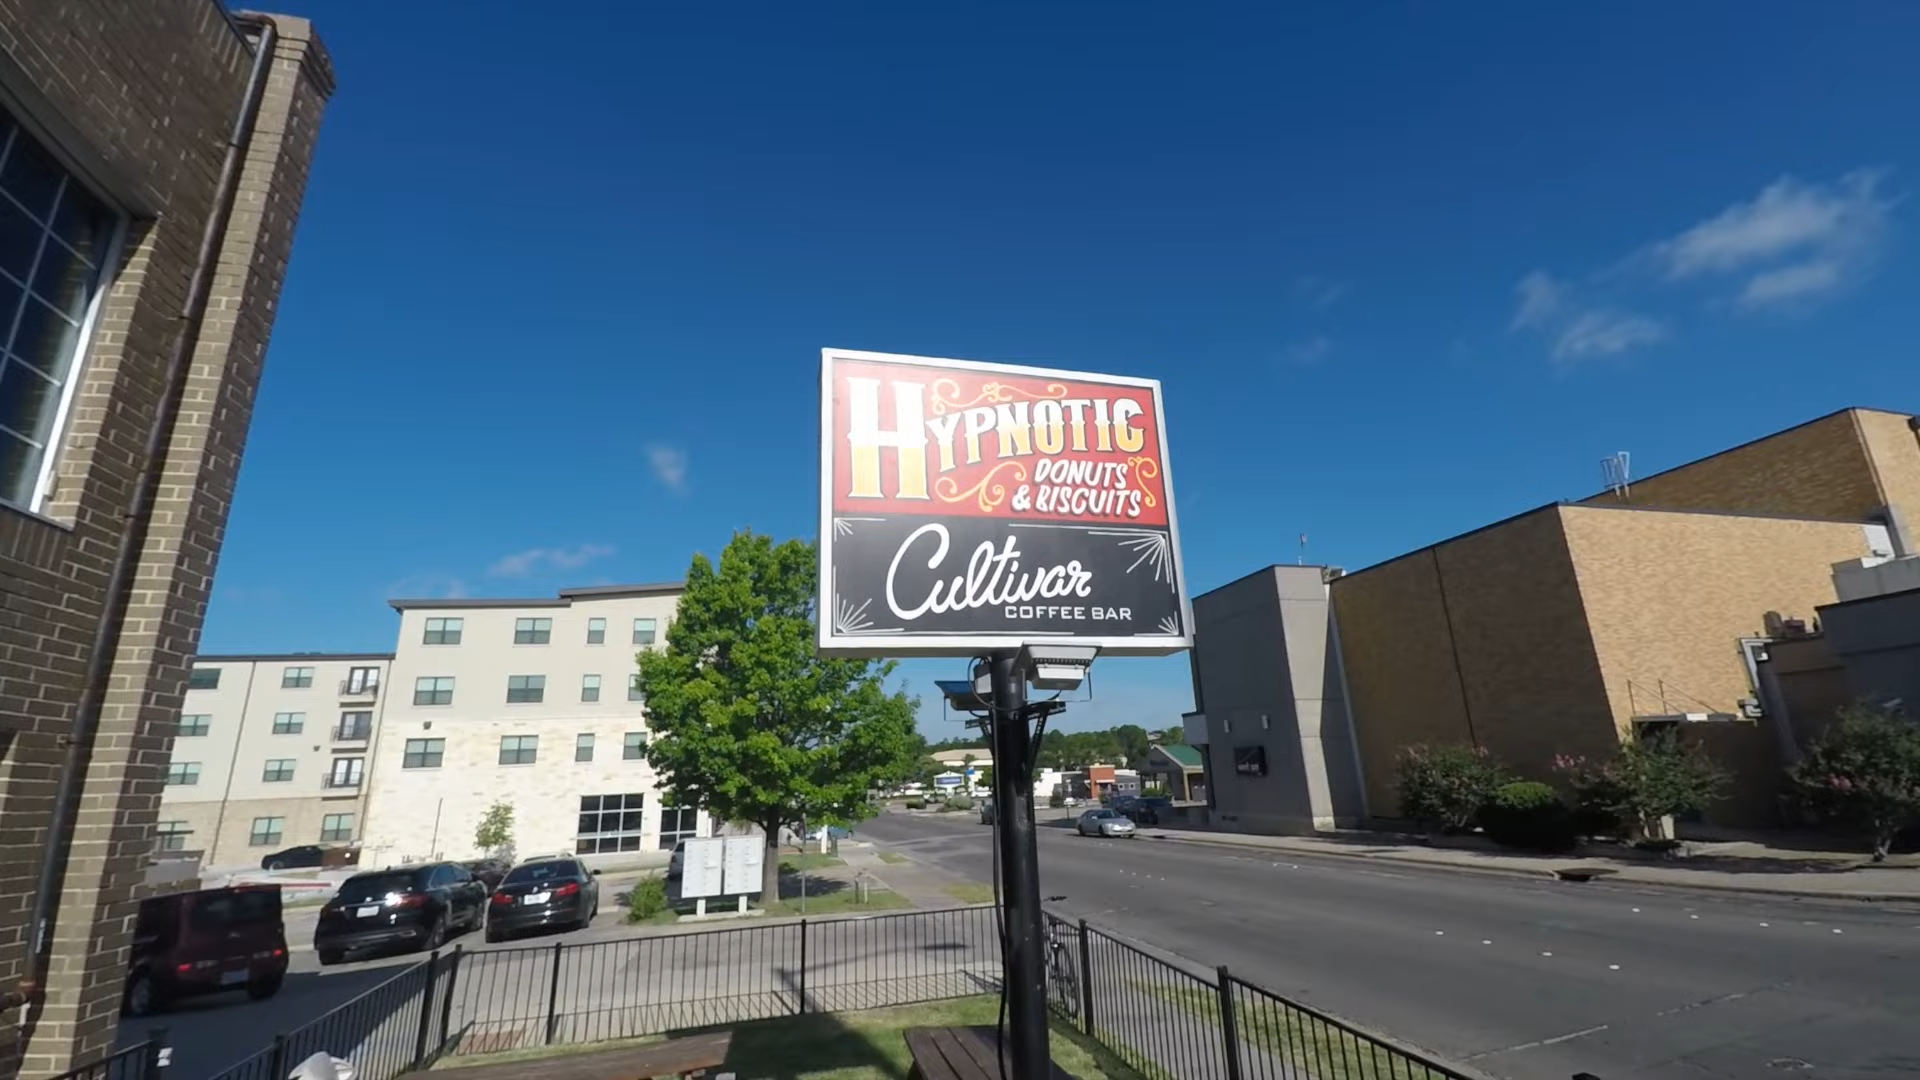 HYPNOTIC
DONUTS
& BISCUITS
Cultivar
COFFEE BAR